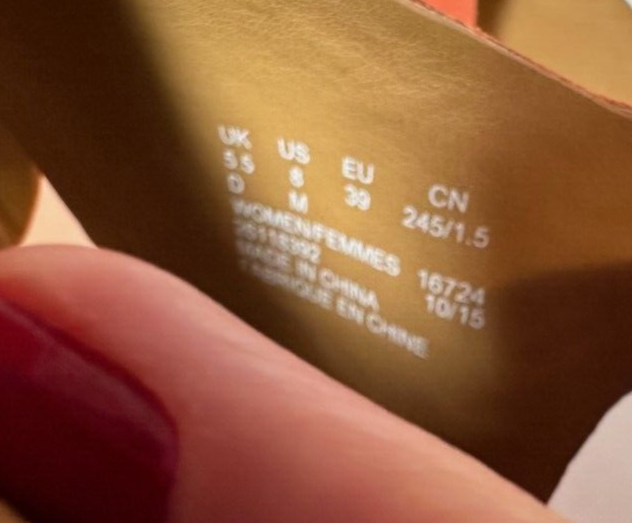 UK US EU CN
5.5 8 39 245/1.5
D M
WOMEN/FEMMES 16724
26115392 10/15
MADE IN CHINA
FABRIQUE EN CHINE